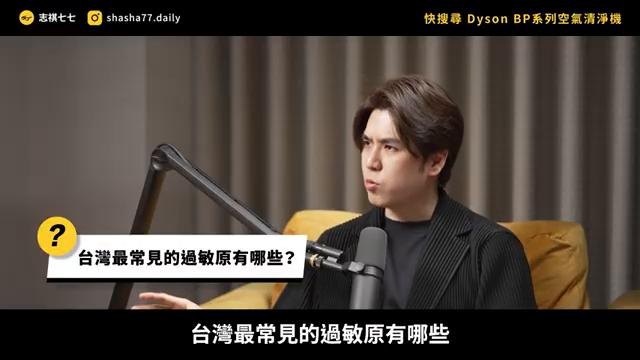 志祺七七
shasha77.daily
快搜尋 Dyson BP系列空氣清淨機
?
台灣最常見的過敏原有哪些?
台灣最常見的過敏原有哪些